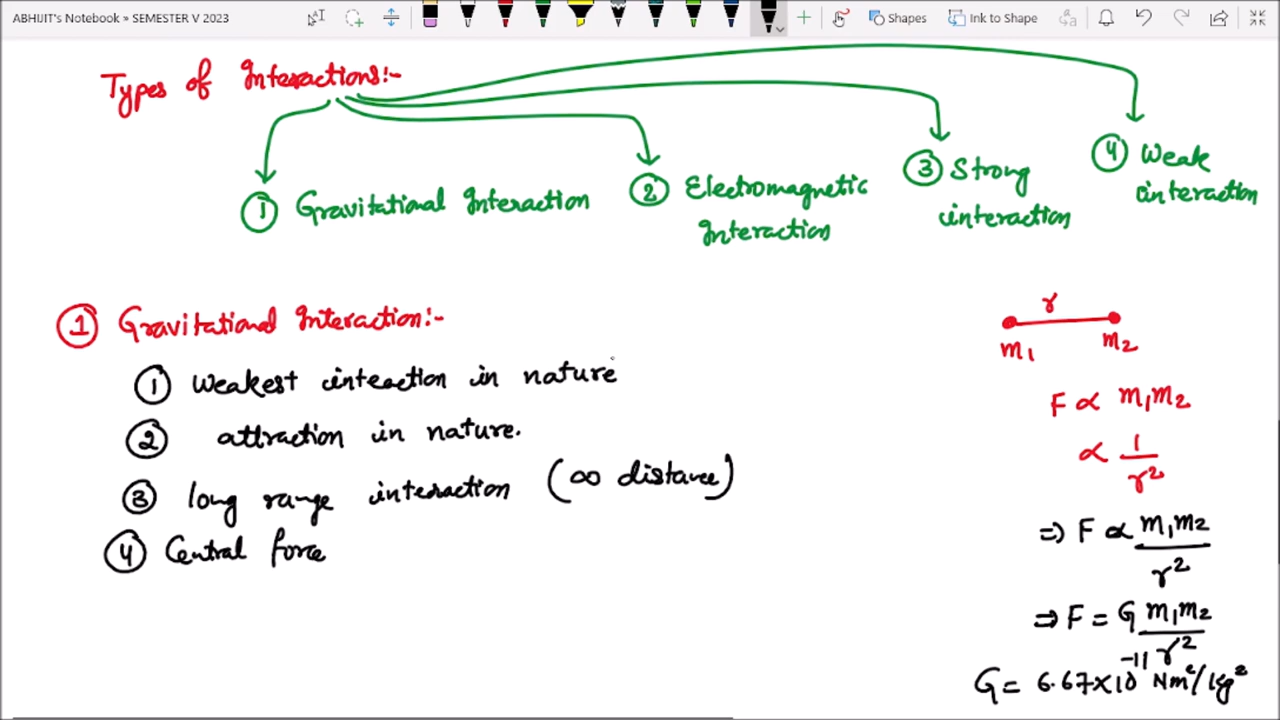 ABHIJIT's Notebook » SEMESTER V 2023
Shapes
Ink to Shape
Types of Interactions:-
① Gravitational Interaction
② Electromagnetic
Interaction
③ Strong
interaction
④ Weak
interaction
① Gravitational Interaction:-
① Weakest inteaction in nature
② attraction in nature.
③ long range interaction (∞ distance)
④ Central force
r
m₁ m₂
F ∝ m₁m₂
∝ 1/r²
⇒ F ∝ m₁m₂/r²
⇒ F = G m₁m₂/r²
G = 6.67×10⁻¹¹ Nm²/kg²